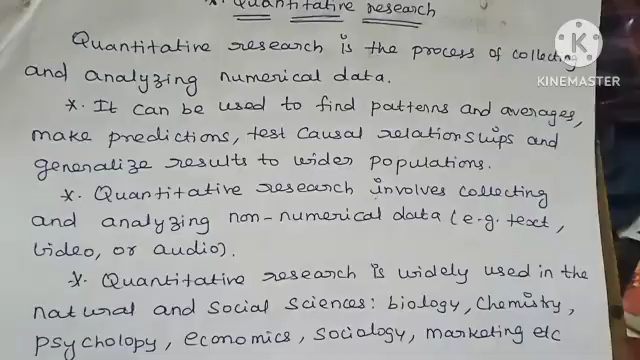 *. Quantitative research
Quantitative research is the process of collecting
and analyzing numerical data.
*. It can be used to find patterns and averages,
make predictions, test causal relationships and
generalize results to wider populations.
*. Quantitative research involves collecting
and analyzing non-numerical data (e.g. text,
video, or audio).
*. Quantitative research is widely used in the
natural and social sciences: biology, chemistry,
psycholopy, economics, sociology, marketing etc
KINEMASTER